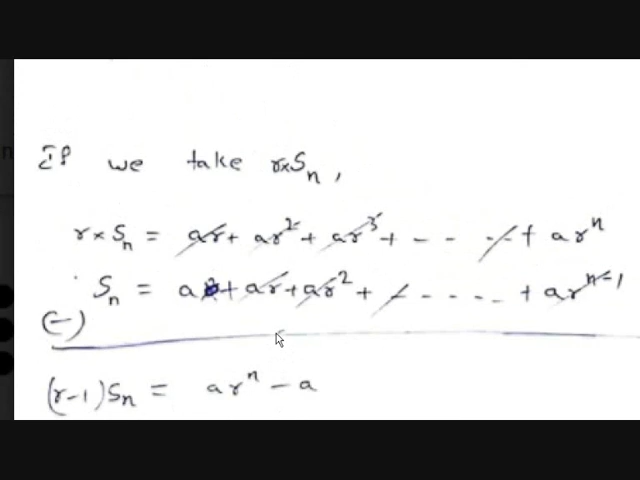 If we take r×Sn,
r×Sn = ar + ar² + ar³ + - - - - + arⁿ
Sn = a + ar + ar² + - - - - - + arⁿ⁻¹
(-)
(r-1)Sn = arⁿ - a